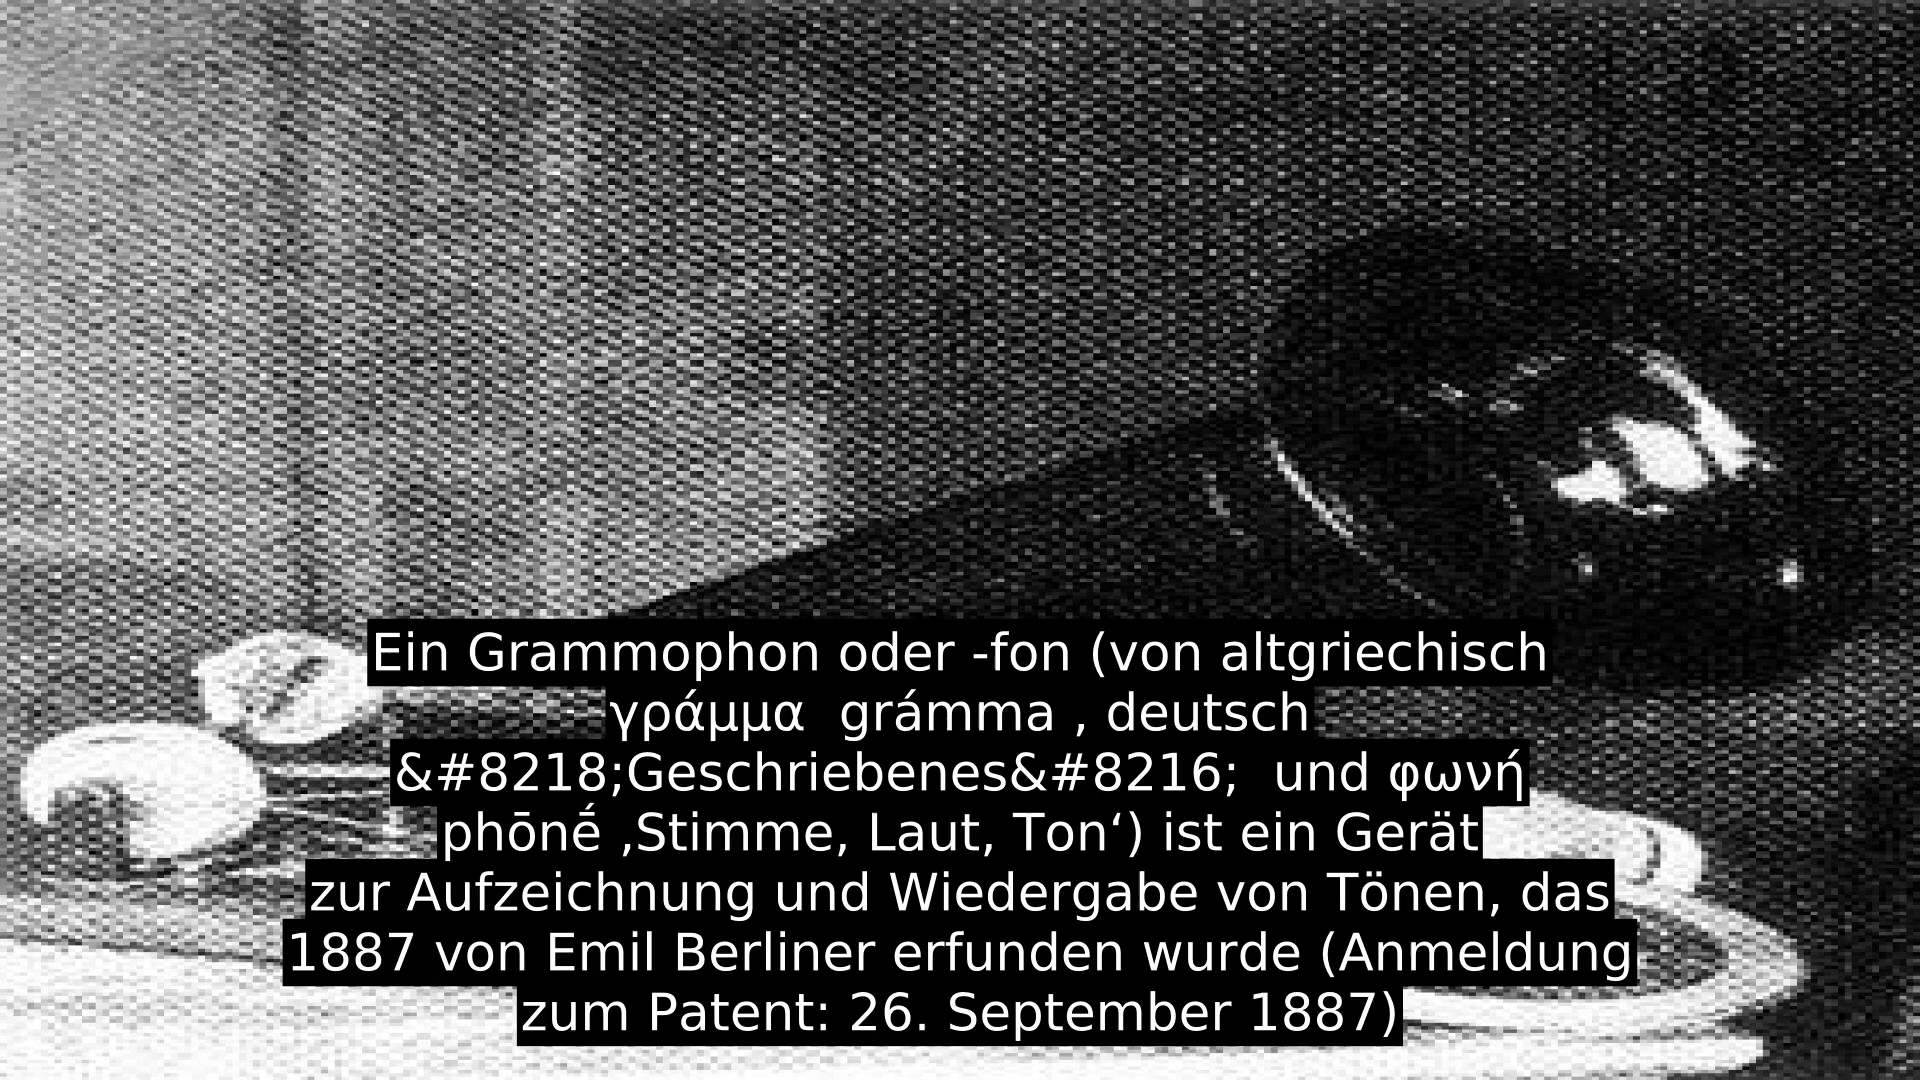 Ein Grammophon oder -fon (von altgriechisch
γράμμα  grámma , deutsch
&#8218;Geschriebenes&#8216;  und φωνή
phōnḗ ‚Stimme, Laut, Ton‘) ist ein Gerät
zur Aufzeichnung und Wiedergabe von Tönen, das
1887 von Emil Berliner erfunden wurde (Anmeldung
zum Patent: 26. September 1887)